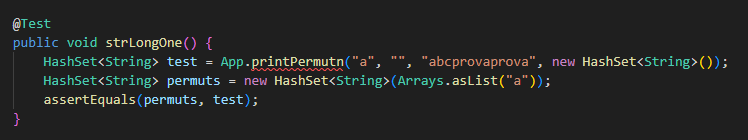 @Test
public void strLongOne() {
    HashSet<String> test = App.printPermutn("a", "", "abcprovaprova", new HashSet<String>());
    HashSet<String> permuts = new HashSet<String>(Arrays.asList("a"));
    assertEquals(permuts, test);
}